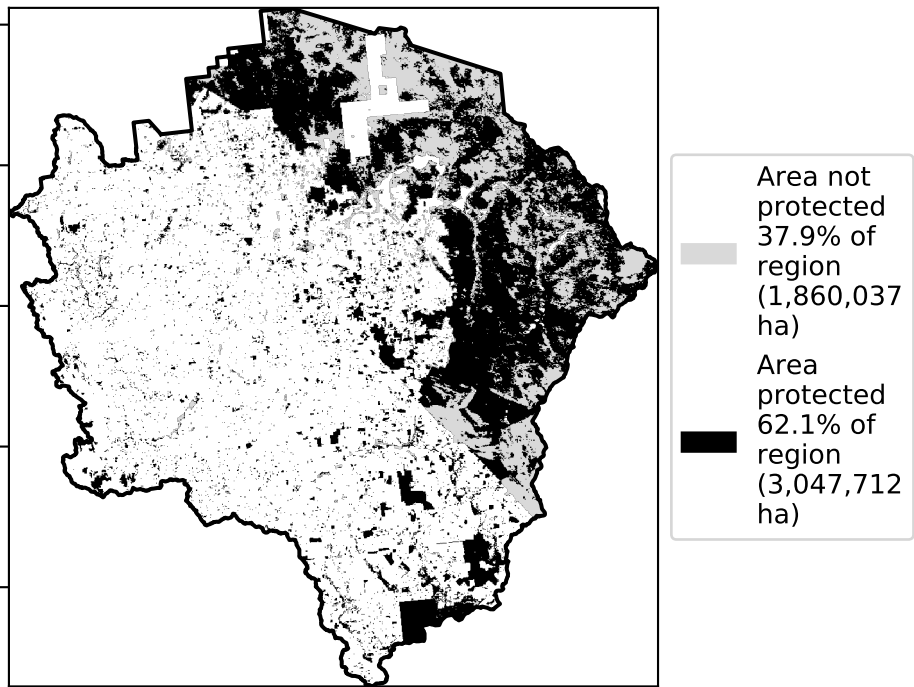 Area not
protected
37.9% of
region
(1,860,037
ha)
Area
protected
62.1% of
region
(3,047,712
ha)